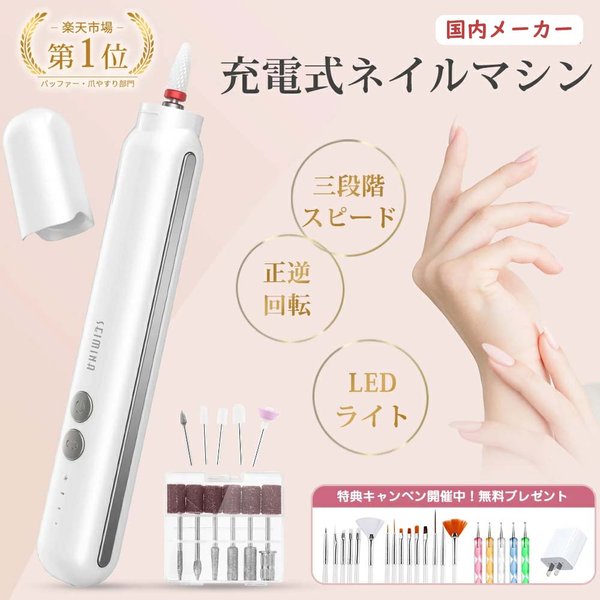 楽天市場
第1位
バッファー・爪やすり部門
国内メーカー
充電式ネイルマシン
三段階
スピード
正逆
回転
LED
ライト
SEIMINA
特典キャンペン開催中！無料プレゼント